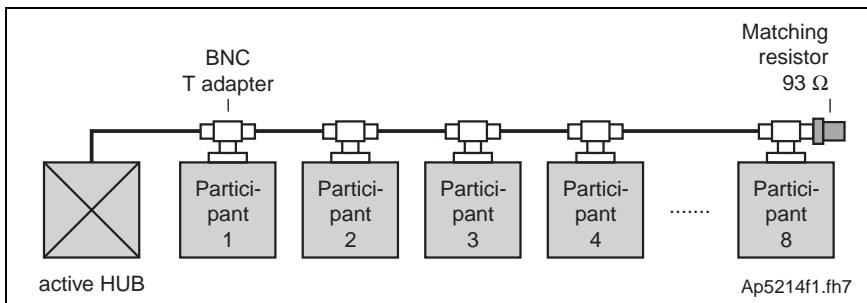 BNC
T adapter
Matching
resistor
93 Ω
Partici-
pant
1
Partici-
pant
2
Partici-
pant
3
Partici-
pant
4
.......
Partici-
pant
8
active HUB
Ap5214f1.fh7